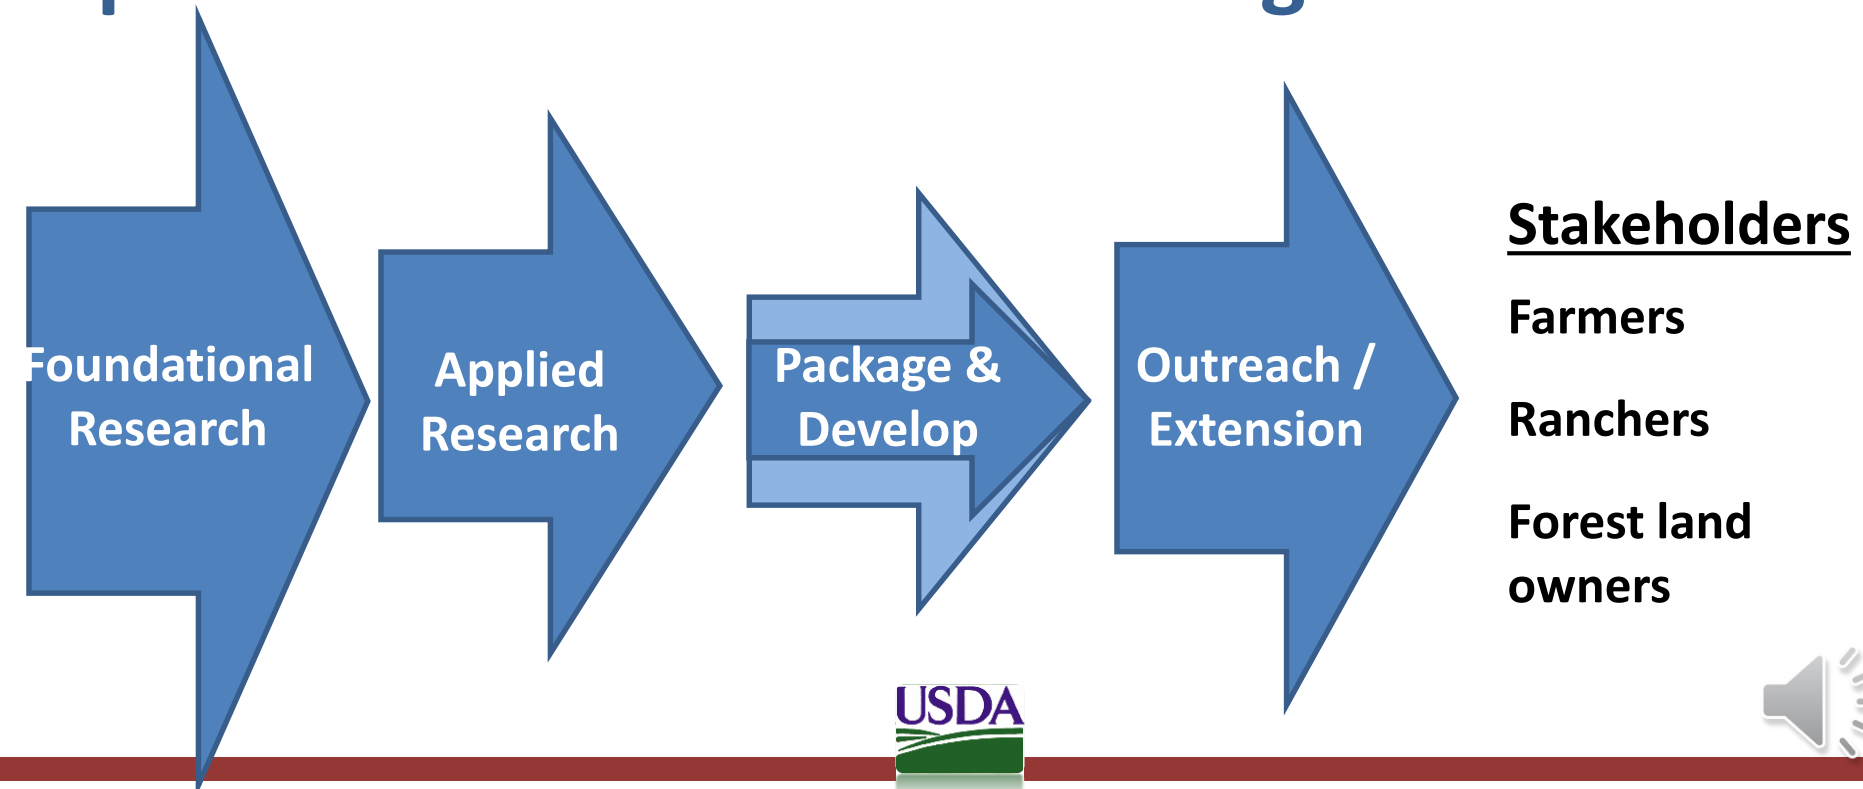 Foundational
Research
Applied
Research
Package &
Develop
Outreach /
Extension
Stakeholders
Farmers
Ranchers
Forest land
owners
USDA